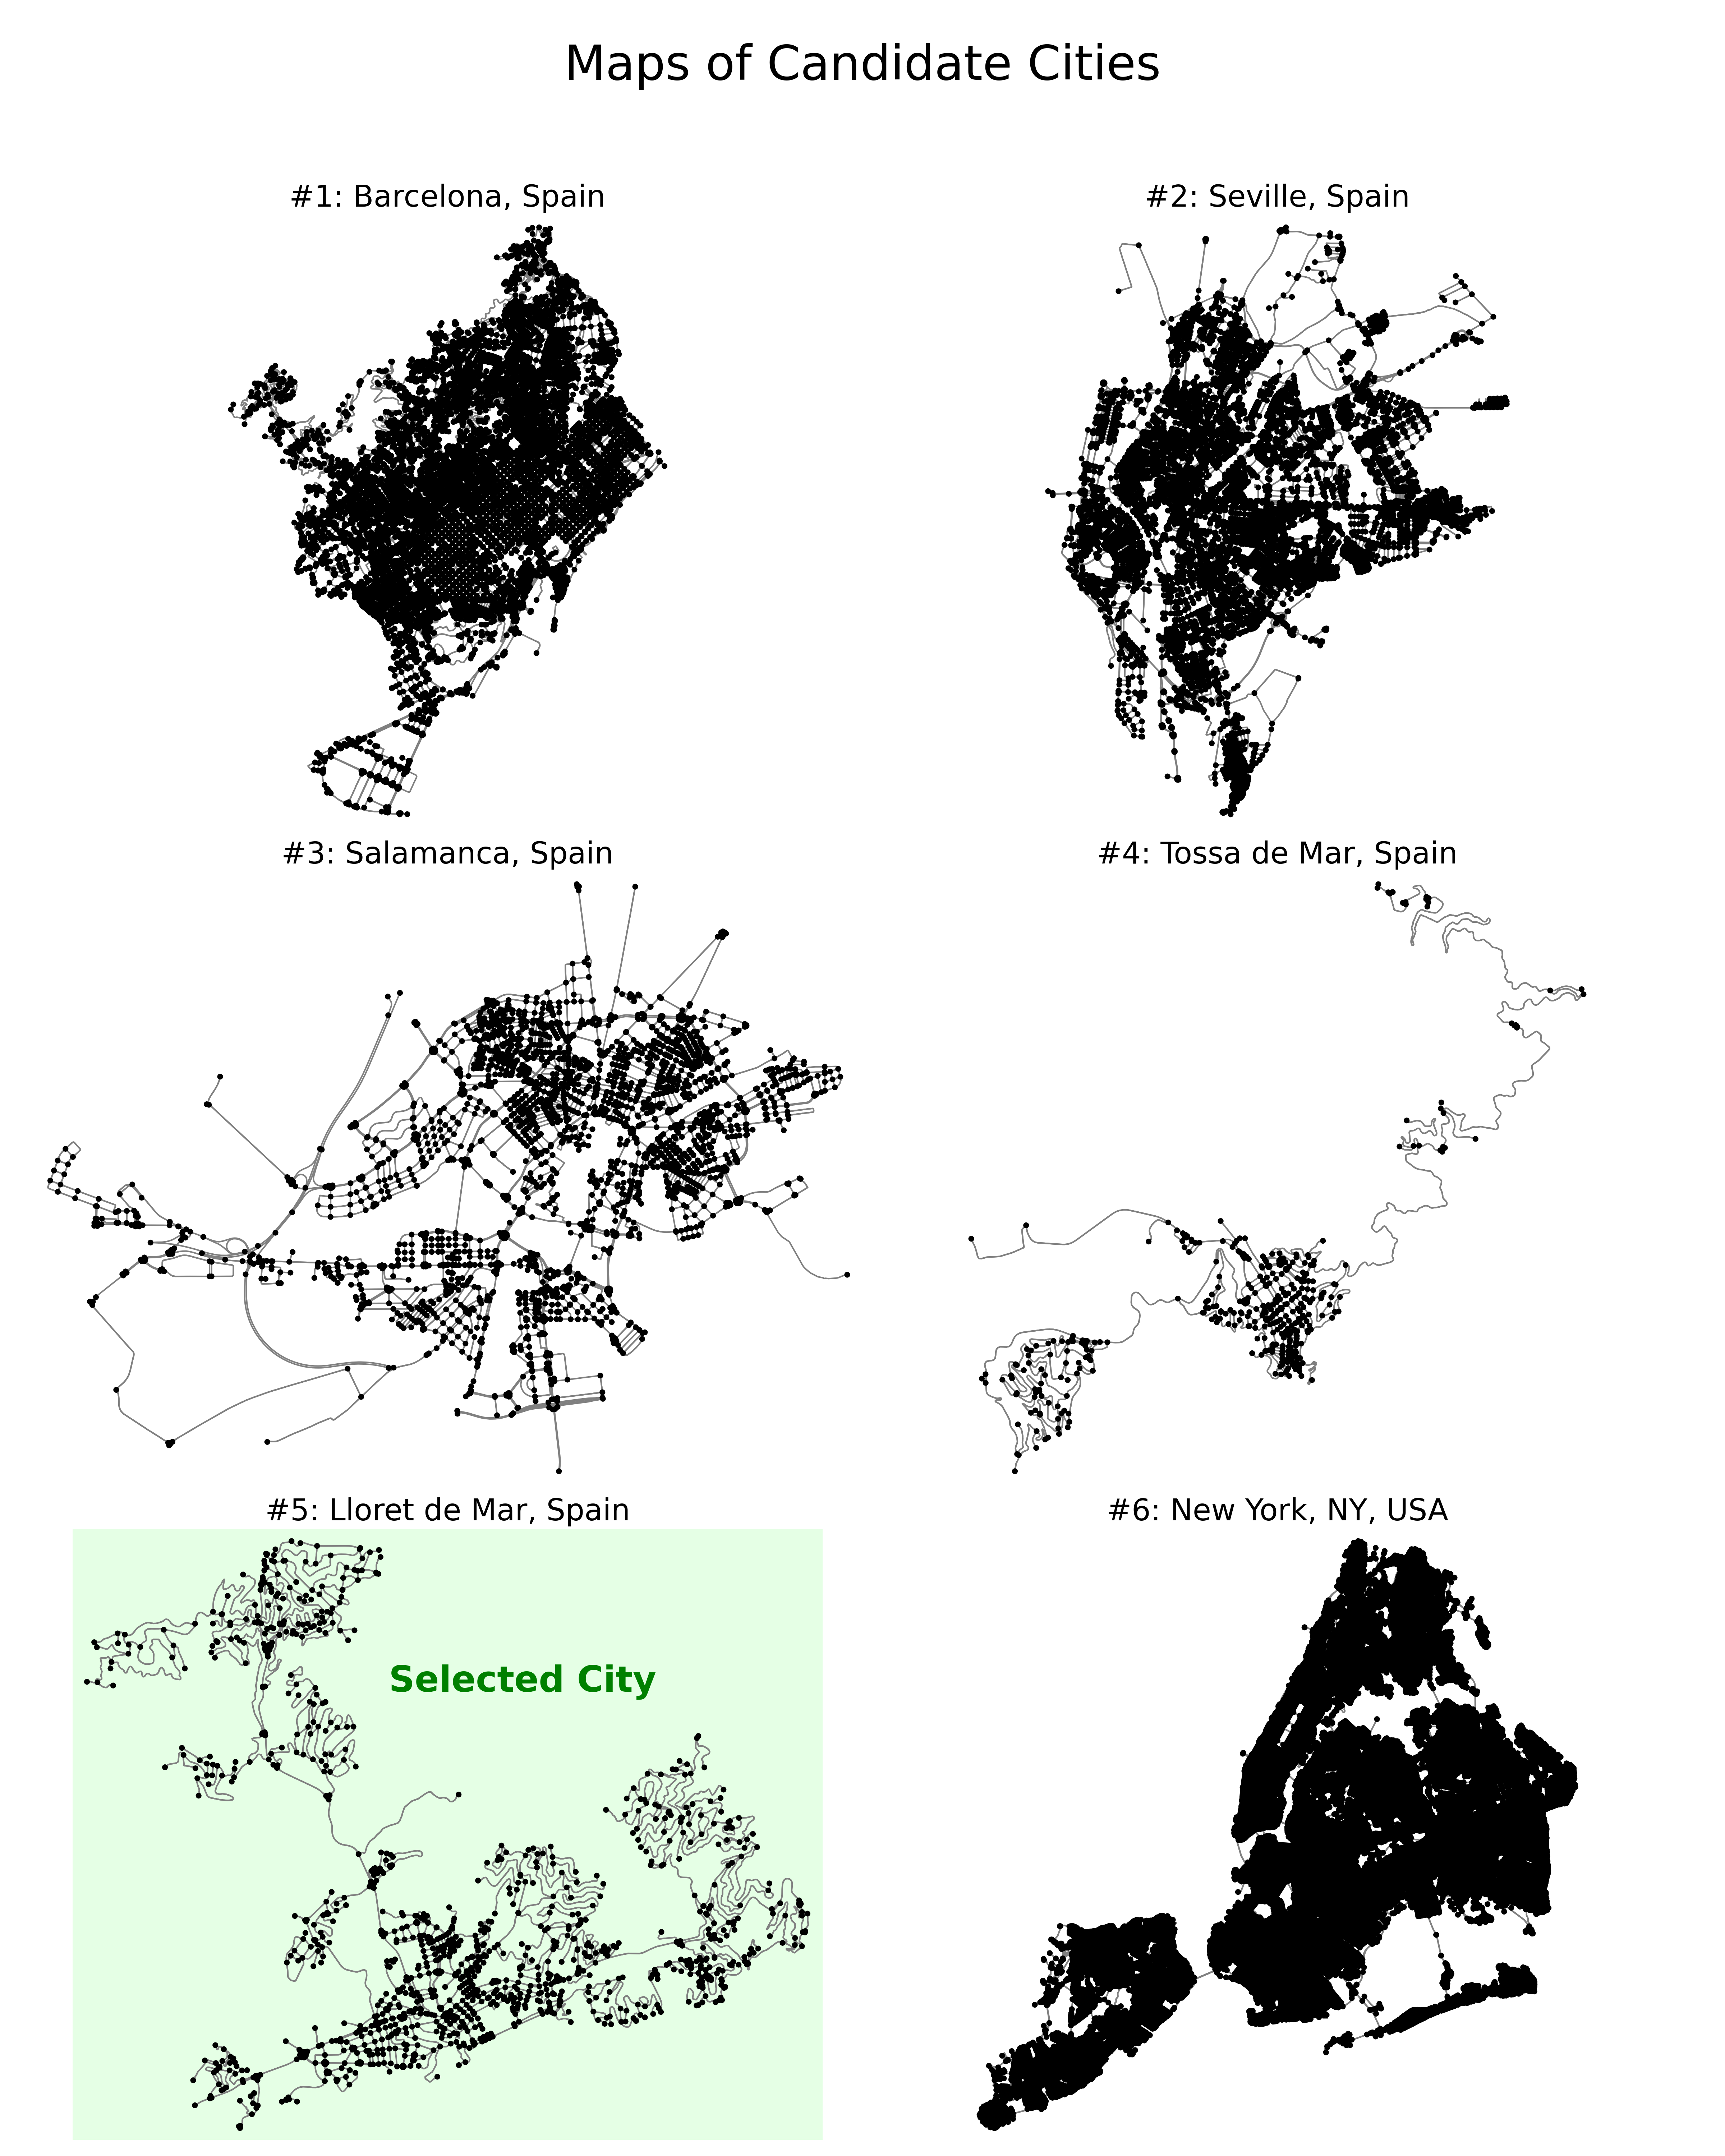 Maps of Candidate Cities
#1: Barcelona, Spain
#2: Seville, Spain
#3: Salamanca, Spain
#4: Tossa de Mar, Spain
#5: Lloret de Mar, Spain
#6: New York, NY, USA
Selected City